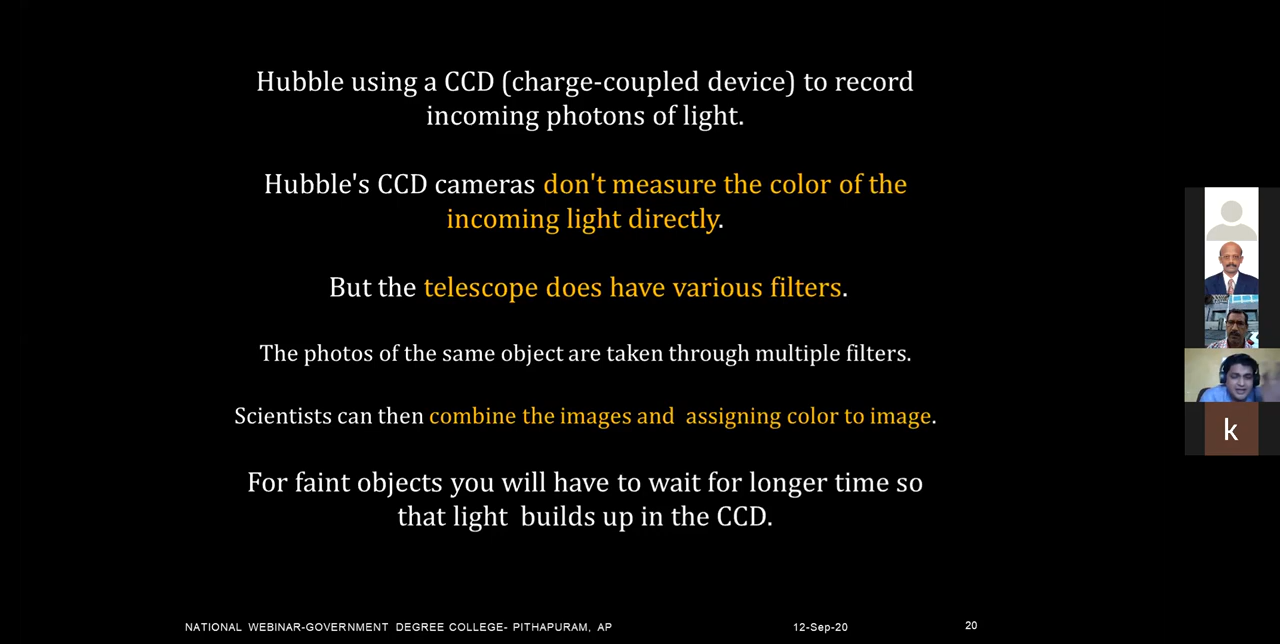 Hubble using a CCD (charge-coupled device) to record
incoming photons of light.
Hubble's CCD cameras don't measure the color of the
incoming light directly.
But the telescope does have various filters.
The photos of the same object are taken through multiple filters.
Scientists can then combine the images and assigning color to image.
For faint objects you will have to wait for longer time so
that light builds up in the CCD.
k
NATIONAL WEBINAR-GOVERNMENT DEGREE COLLEGE- PITHAPURAM, AP 12-Sep-20 20